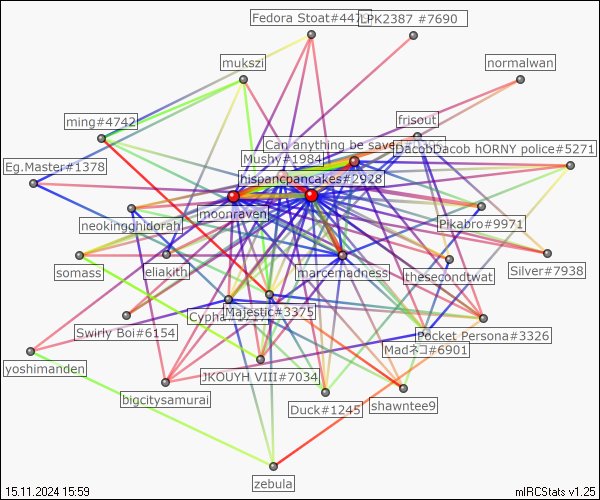 Fedora Stoat#447
LPK2387 #7690
mukszi
normalwan
ming#4742
frisout
Can anything be save
DacobDacob hORNY police#5271
Mushy#1984
Eg.Master#1378
hispancpancakes#2928
moonraven
neokingghidorah
Pikabro#9971
somass
eliakith
marcemadness
thesecondtwat
Silver#7938
Cypha
Majestic#3375
Swirly Boi#6154
Pocket Persona#3326
Madネコ#6901
yoshimanden
JKOUYH VIII#7034
bigcitysamurai
Duck#1245
shawntee9
zebula
15.11.2024 15:59
mIRCStats v1.25